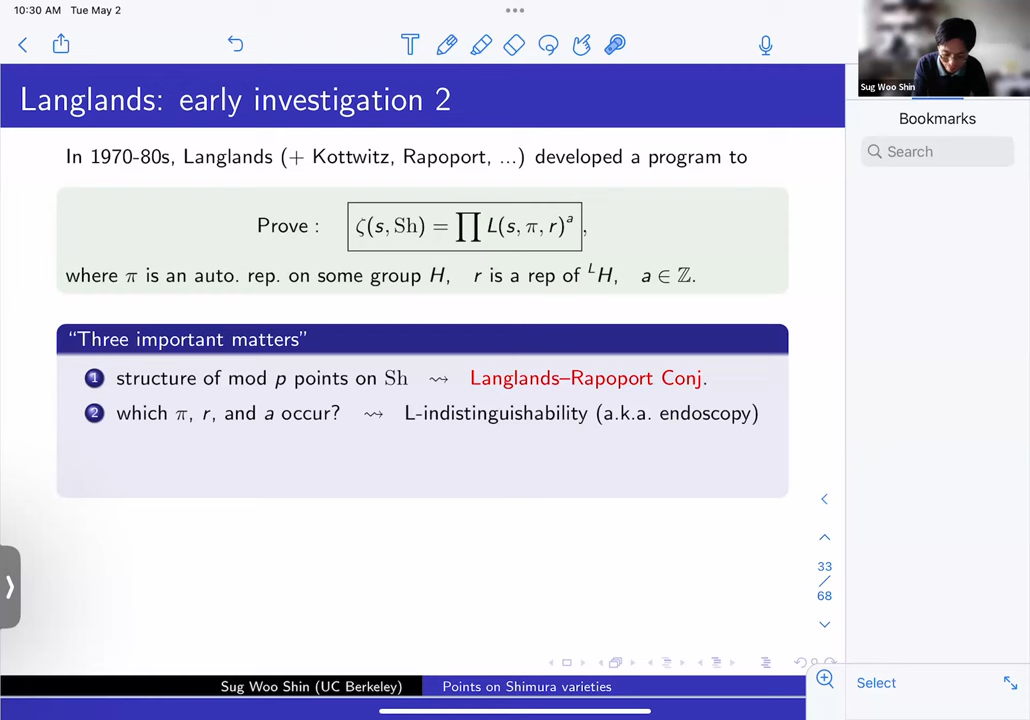 10:30 AM Tue May 2
Sug Woo Shin
Bookmarks
Search
Langlands: early investigation 2
In 1970-80s, Langlands (+ Kottwitz, Rapoport, ...) developed a program to
Prove : ζ(s, Sh) = ∏ L(s, π, r)^a,
where π is an auto. rep. on some group H, r is a rep of ^L H, a ∈ ℤ.
“Three important matters”
1 structure of mod p points on Sh ⇝ Langlands–Rapoport Conj.
2 which π, r, and a occur? ⇝ L-indistinguishability (a.k.a. endoscopy)
33
/
68
Sug Woo Shin (UC Berkeley) Points on Shimura varieties
Select